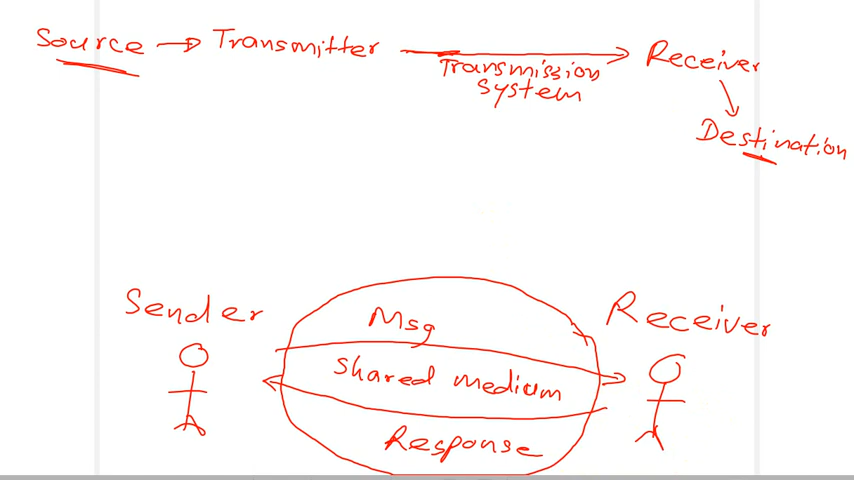 Source → Transmitter → Receiver
Transmission
system
Destination
Sender
Receiver
Msg
Shared medium
Response